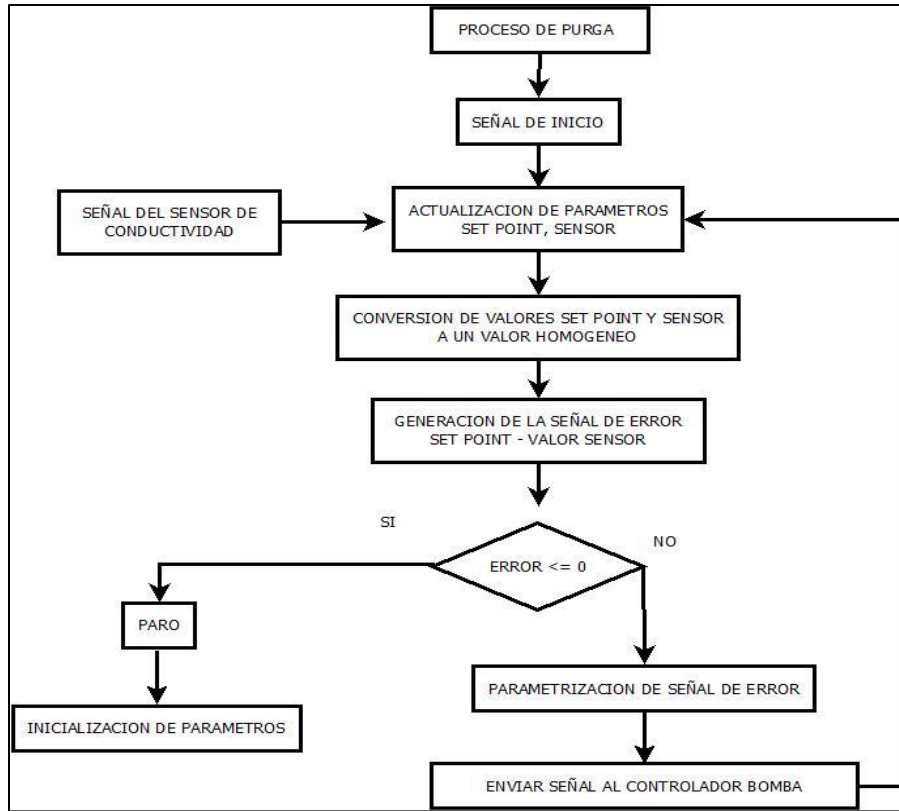 PROCESO DE PURGA
SEÑAL DE INICIO
SEÑAL DEL SENSOR DE
CONDUCTIVIDAD
ACTUALIZACION DE PARAMETROS
SET POINT, SENSOR
CONVERSION DE VALORES SET POINT Y SENSOR
A UN VALOR HOMOGENEO
GENERACION DE LA SEÑAL DE ERROR
SET POINT - VALOR SENSOR
SI
NO
ERROR <= 0
PARO
PARAMETRIZACION DE SEÑAL DE ERROR
INICIALIZACION DE PARAMETROS
ENVIAR SEÑAL AL CONTROLADOR BOMBA